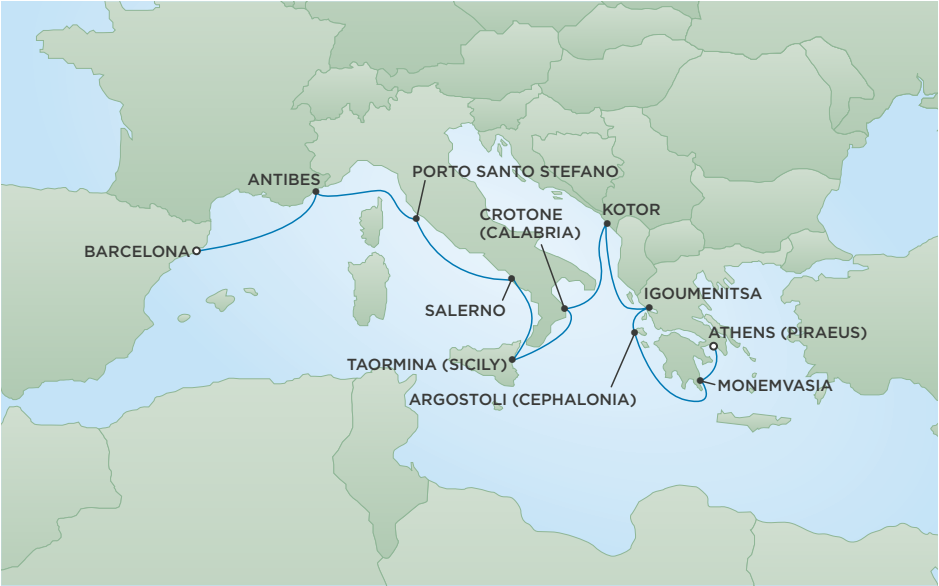 ANTIBES
PORTO SANTO STEFANO
CROTONE
(CALABRIA)
KOTOR
BARCELONA
IGOUMENITSA
SALERNO
ATHENS (PIRAEUS)
TAORMINA (SICILY)
MONEMVASIA
ARGOSTOLI (CEPHALONIA)